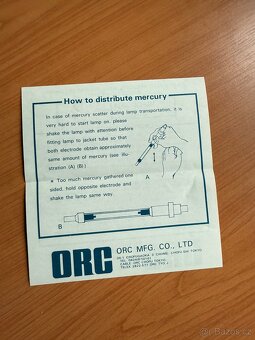 How to distribute mercury
In case of mercury scatter during lamp transportation, it is
very hard to start lamp on. please
shake the lamp with attention before
fitting lamp to jacket tube so that
both electrode obtain approximately
same amount of mercury (see illu-
stration (A) (B).)
* Too much mercury gathered one
sided, hold opposite electrode and
shake the lamp same way.
A
B
ORC
ORC MFG. CO., LTD.